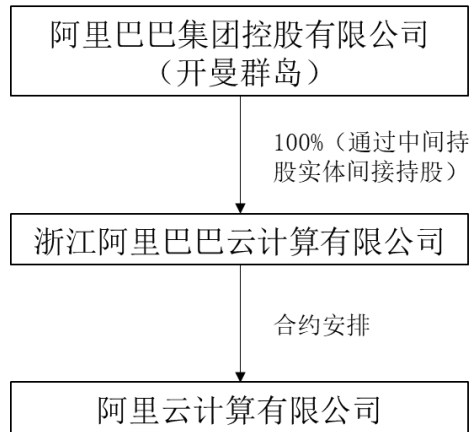 阿里巴巴集团控股有限公司
（开曼群岛）
100%（通过中间持
股实体间接持股）
浙江阿里巴巴云计算有限公司
合约安排
阿里云计算有限公司